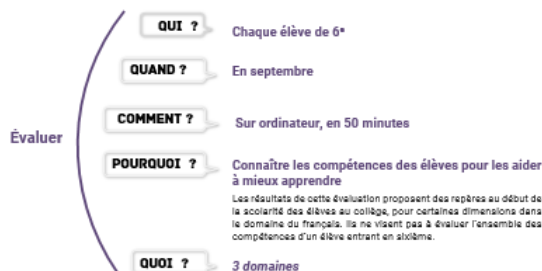 QUI ?
Chaque élève de 6e
QUAND ?
En septembre
COMMENT ?
Sur ordinateur, en 50 minutes
Évaluer
POURQUOI ?
Connaître les compétences des élèves pour les aider
à mieux apprendre
Les résultats de cette évaluation proposent des repères au début de
la scolarité des élèves au collège, pour certaines dimensions dans
le domaine du français. Ils ne visent pas à évaluer l'ensemble des
compétences d'un élève entrant en sixième.
QUOI ?
3 domaines